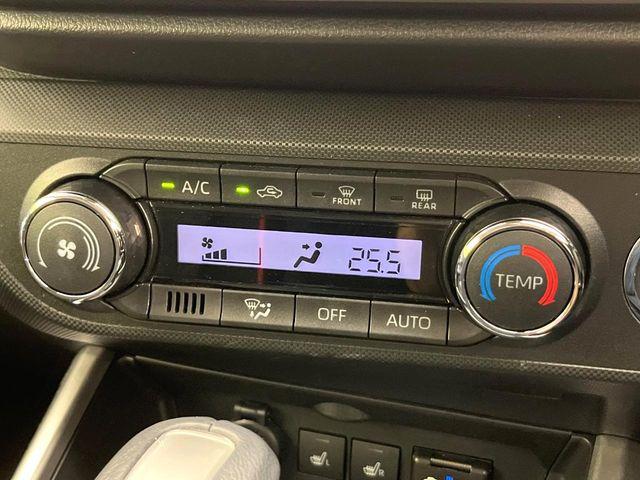 A/C
FRONT
REAR
25.5
TEMP
OFF
AUTO
L
R